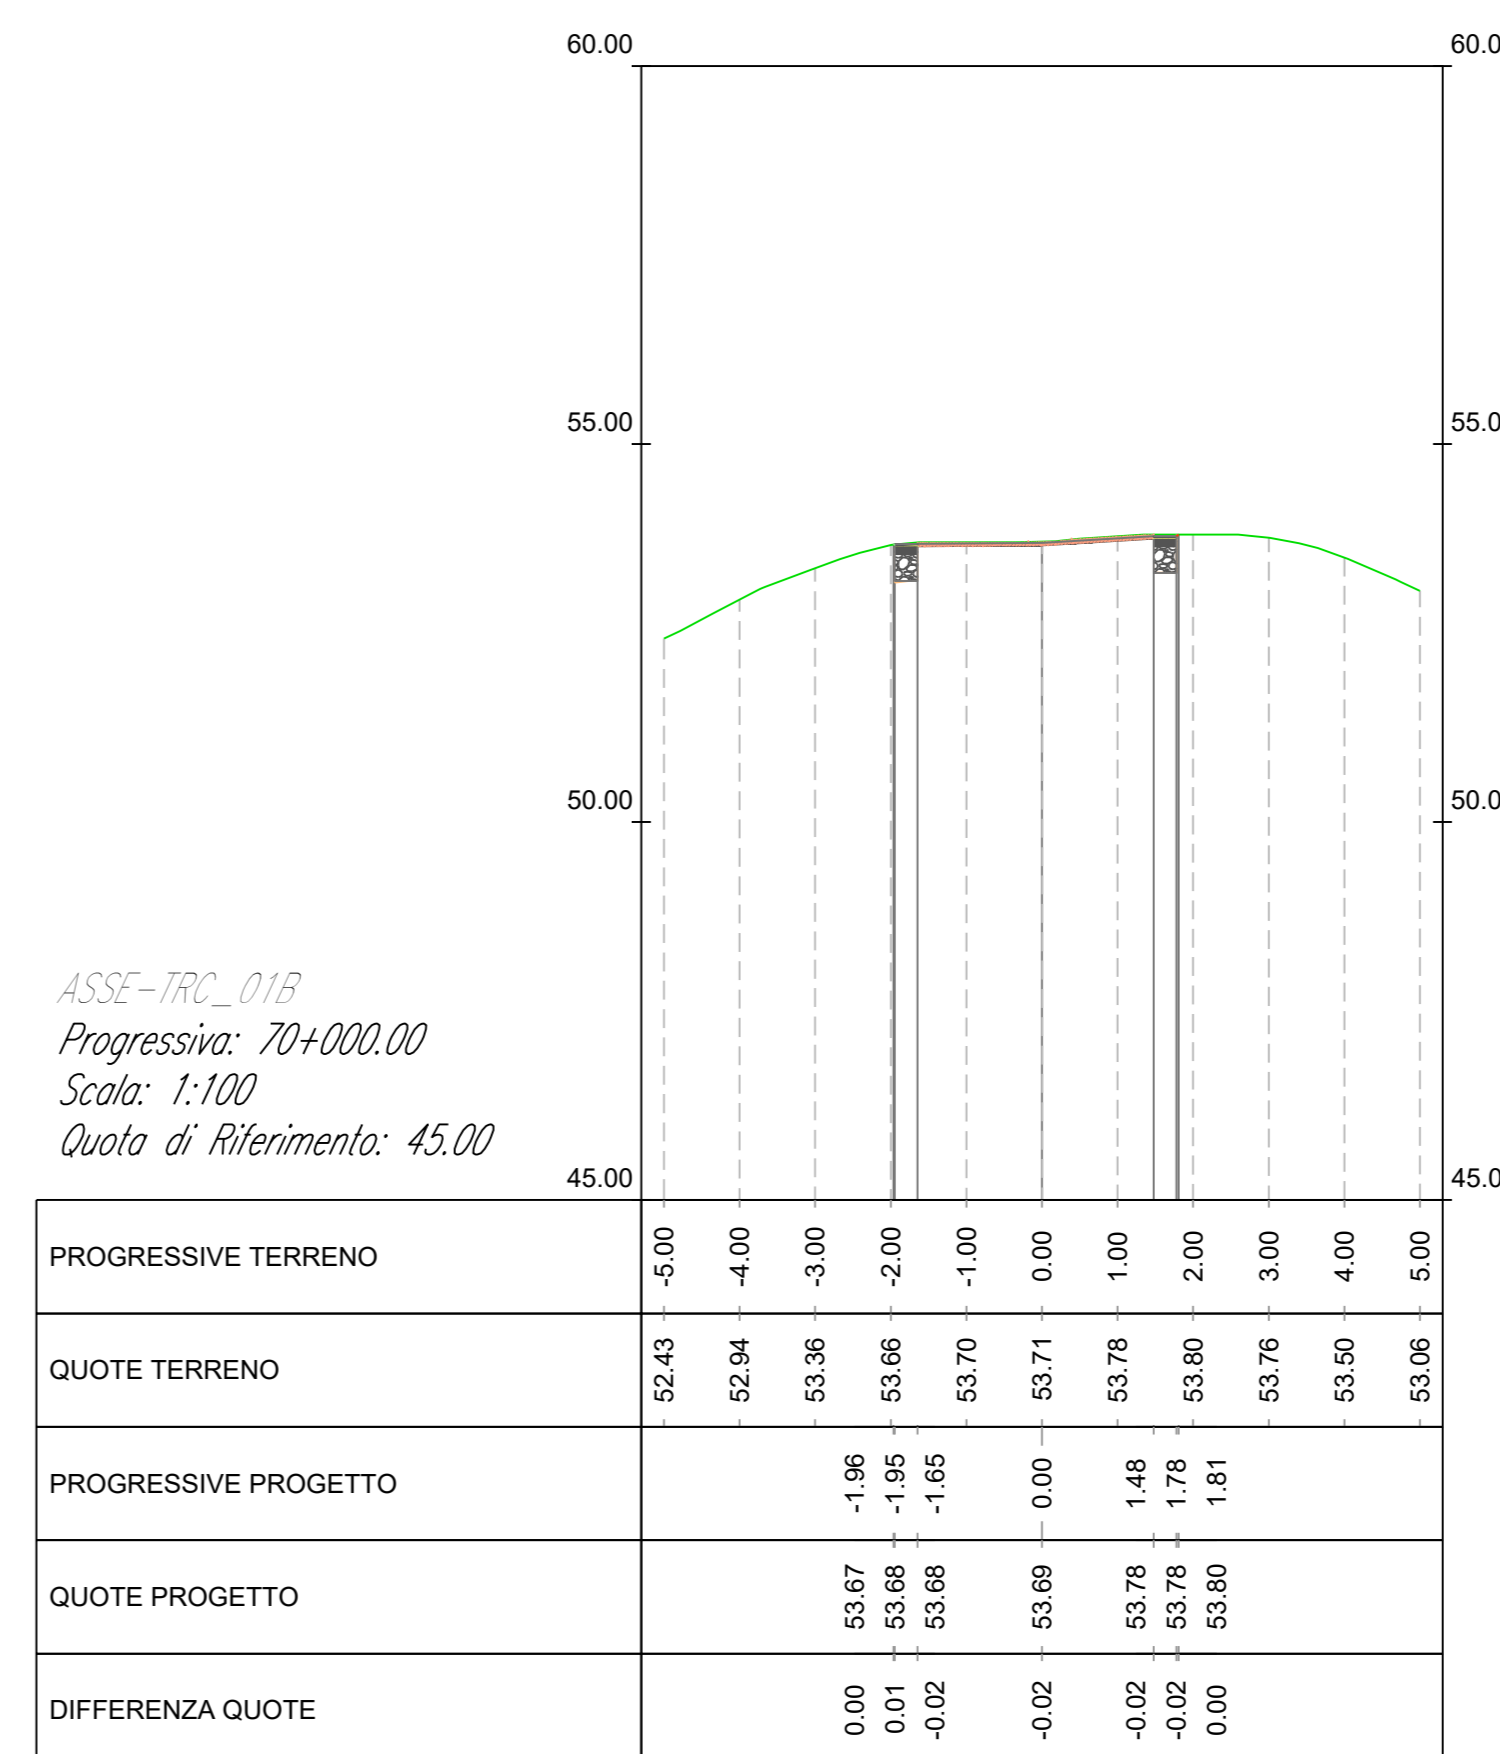 60.00 60.0
55.00 55.0
50.00 50.0
ASSE-TRC_01B
Progressiva: 70+000.00
Scala: 1:100
Quota di Riferimento: 45.00
45.00 45.0
PROGRESSIVE TERRENO -5.00 -4.00 -3.00 -2.00 -1.00 0.00 1.00 2.00 3.00 4.00 5.00
QUOTE TERRENO 52.43 52.94 53.36 53.66 53.70 53.71 53.78 53.80 53.76 53.50 53.06
PROGRESSIVE PROGETTO -1.96 -1.95 -1.65 0.00 1.48 1.78 1.81
QUOTE PROGETTO 53.67 53.68 53.68 53.69 53.78 53.78 53.80
DIFFERENZA QUOTE 0.00 0.01 -0.02 -0.02 -0.02 -0.02 0.00